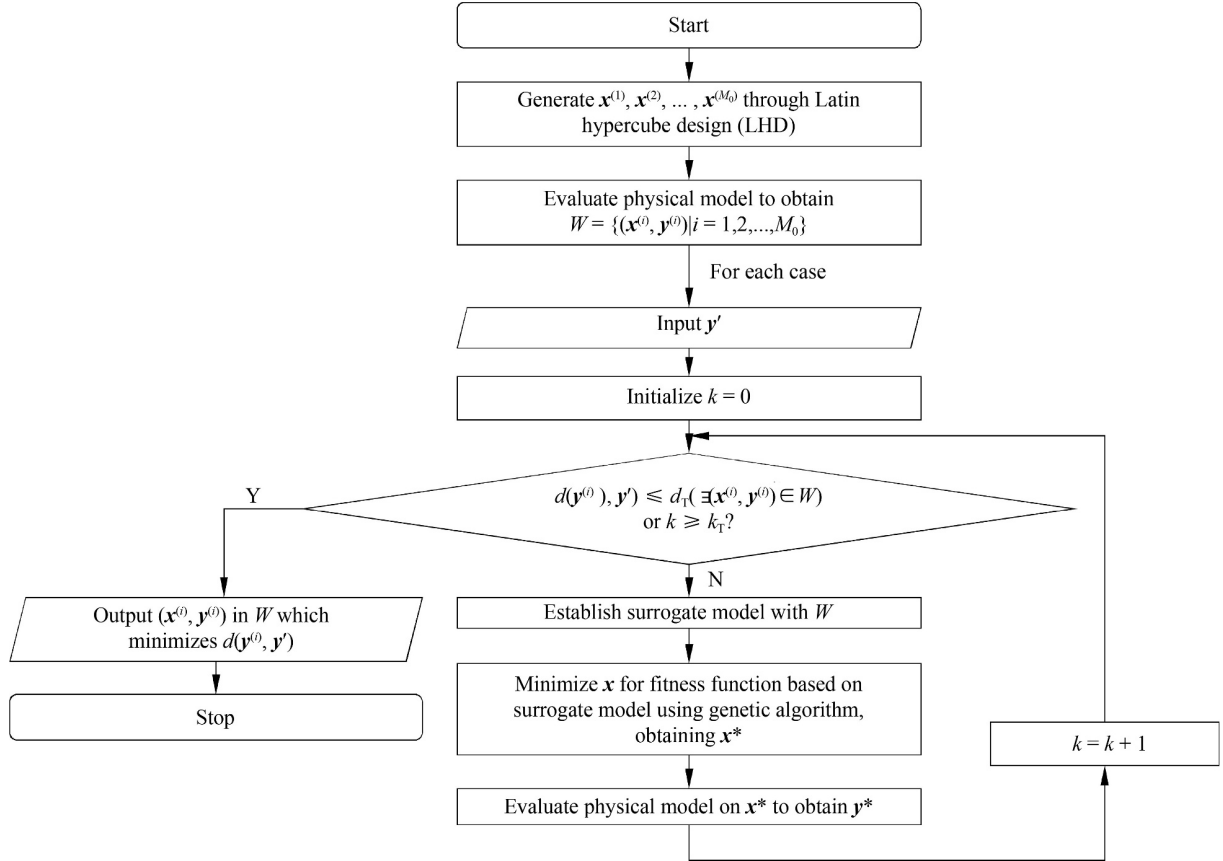 Start
Generate x⁽¹⁾, x⁽²⁾, ... , x⁽ᴹ₀⁾ through Latin
hypercube design (LHD)
Evaluate physical model to obtain
W = {(x⁽ⁱ⁾, y⁽ⁱ⁾)|i = 1,2,...,M₀}
For each case
Input y′
Initialize k = 0
d(y⁽ⁱ⁾ ), y′) ⩽ d_T( ∃(x⁽ⁱ⁾, y⁽ⁱ⁾) ∈ W)
or k ⩾ k_T?
Y
N
Output (x⁽ⁱ⁾, y⁽ⁱ⁾) in W which
minimizes d(y⁽ⁱ⁾, y′)
Stop
Establish surrogate model with W
Minimize x for fitness function based on
surrogate model using genetic algorithm,
obtaining x*
Evaluate physical model on x* to obtain y*
k = k + 1